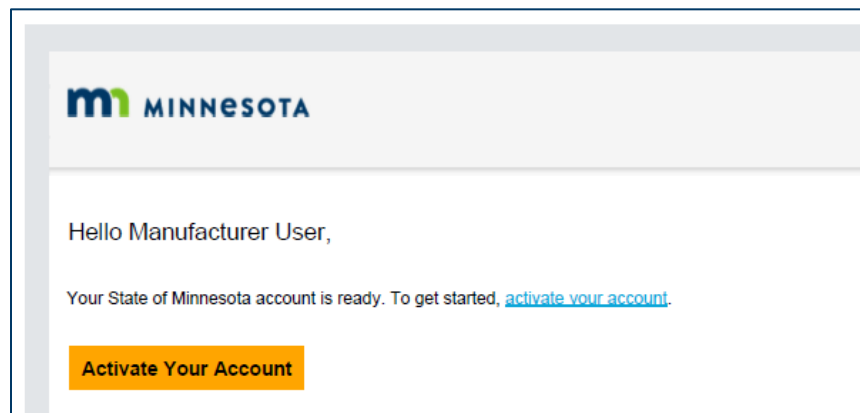 mn MINNESOTA
Hello Manufacturer User,
Your State of Minnesota account is ready. To get started, activate your account.
Activate Your Account